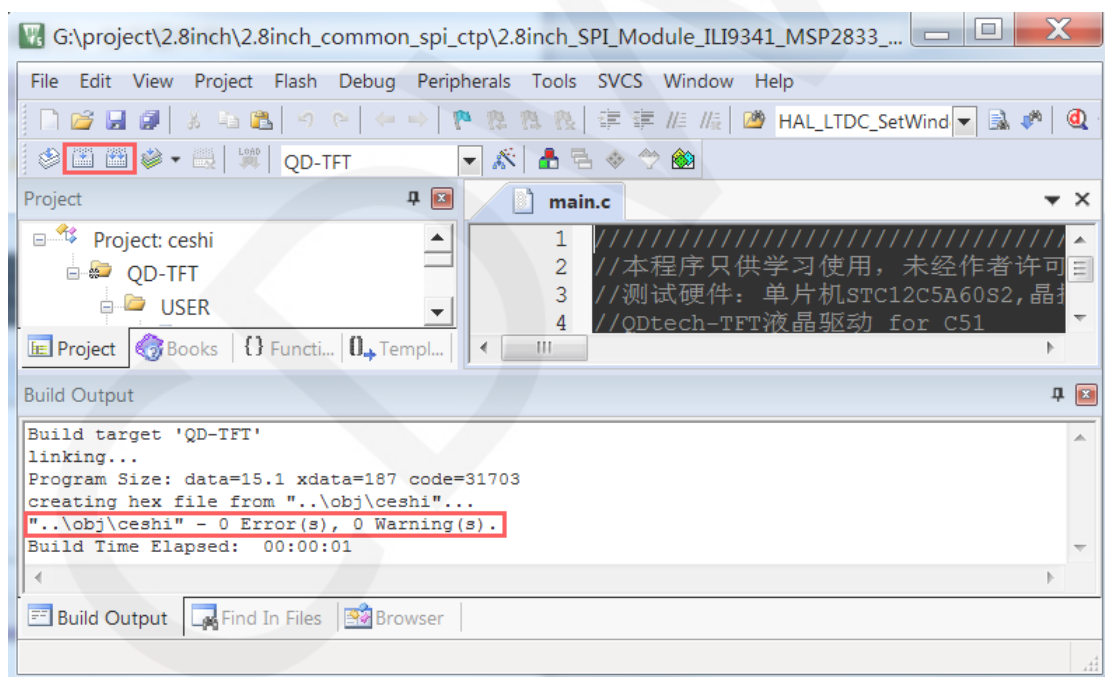 G:\project\2.8inch\2.8inch_common_spi_ctp\2.8inch_SPI_Module_ILI9341_MSP2833_...
File Edit View Project Flash Debug Peripherals Tools SVCS Window Help
HAL_LTDC_SetWind
LOAD QD-TFT
Project
main.c
Project: ceshi
QD-TFT
USER
1 ///////////////////////////////////
2 //本程序只供学习使用，未经作者许可
3 //测试硬件：单片机STC12C5A60S2,晶
4 //QDtech-TFT液晶驱动 for C51
Project Books {} Functi... 0 Templ...
Build Output
Build target 'QD-TFT'
linking...
Program Size: data=15.1 xdata=187 code=31703
creating hex file from "..\obj\ceshi"...
"..\obj\ceshi" - 0 Error(s), 0 Warning(s).
Build Time Elapsed: 00:00:01
Build Output Find In Files Browser